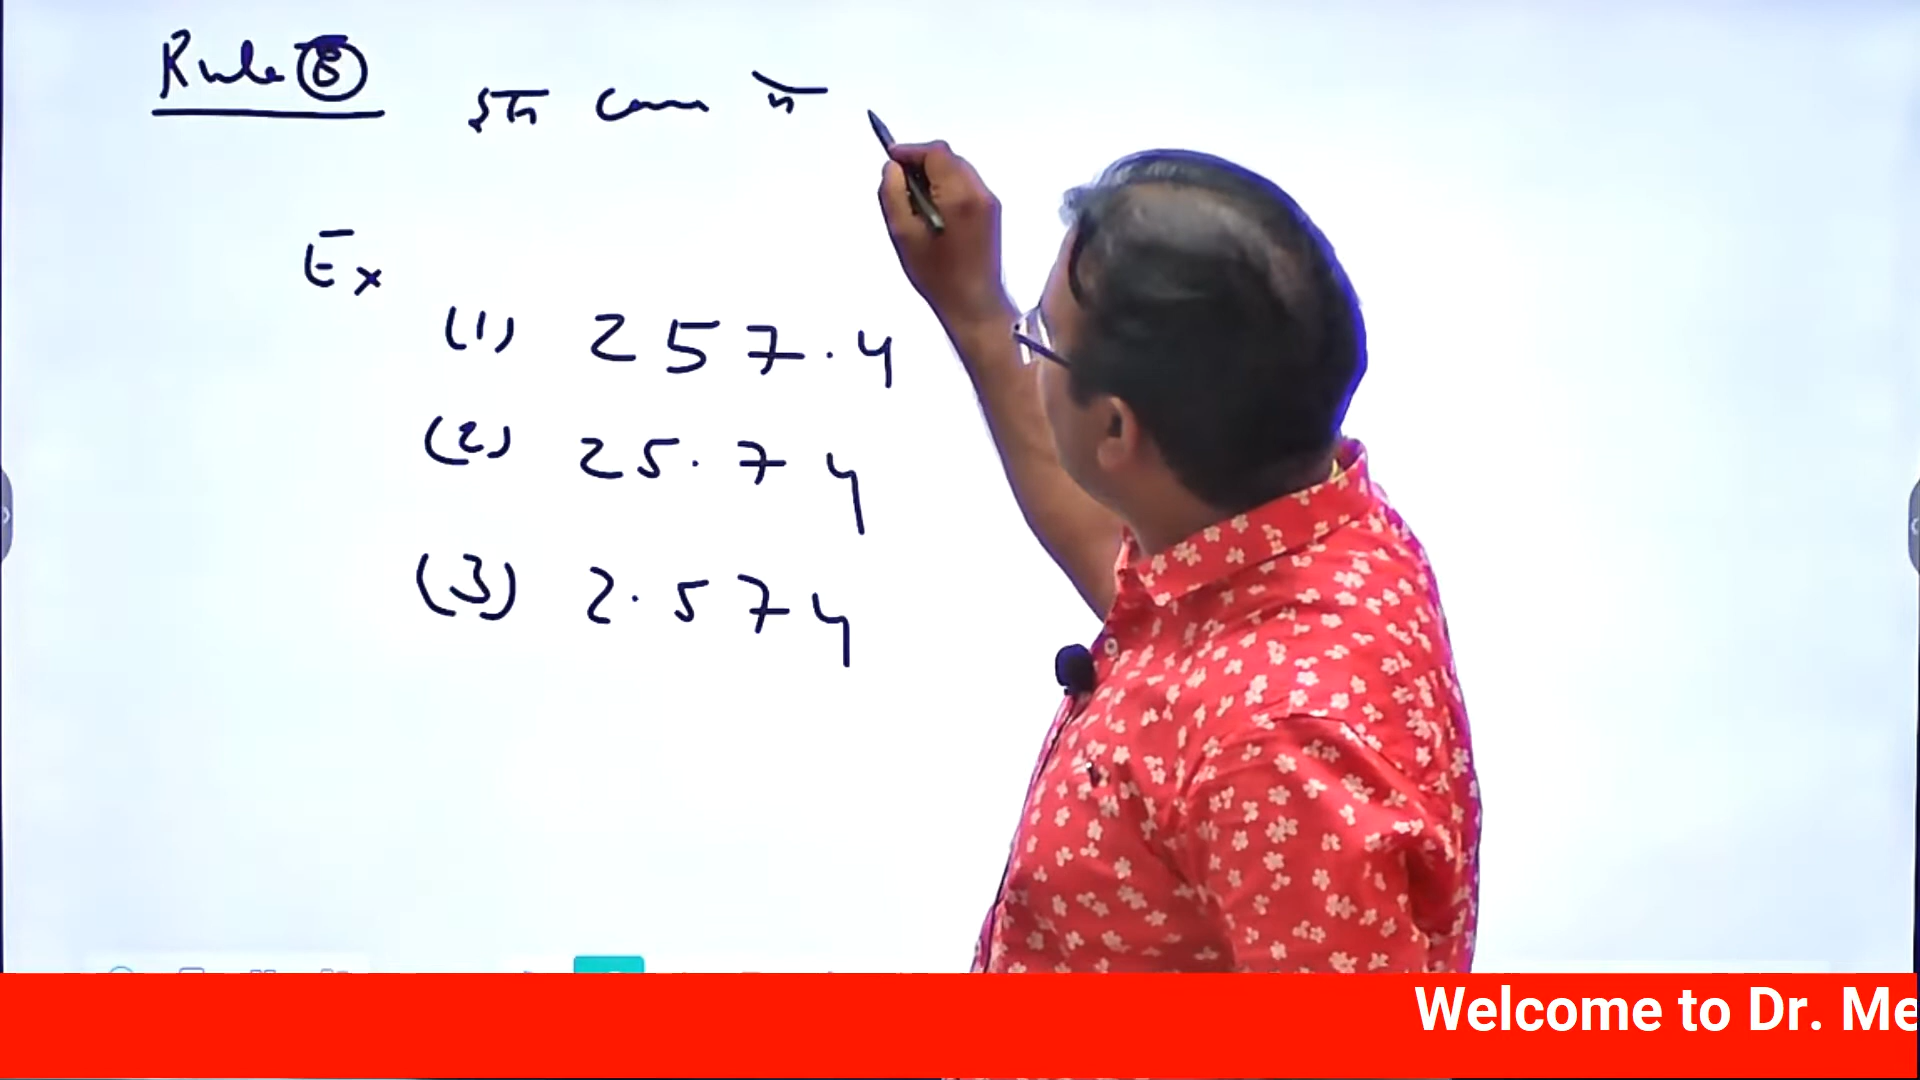 Rule ⑧
Ex
(1) 257.4
(2) 25.74
(3) 2.574
Welcome to Dr. Me